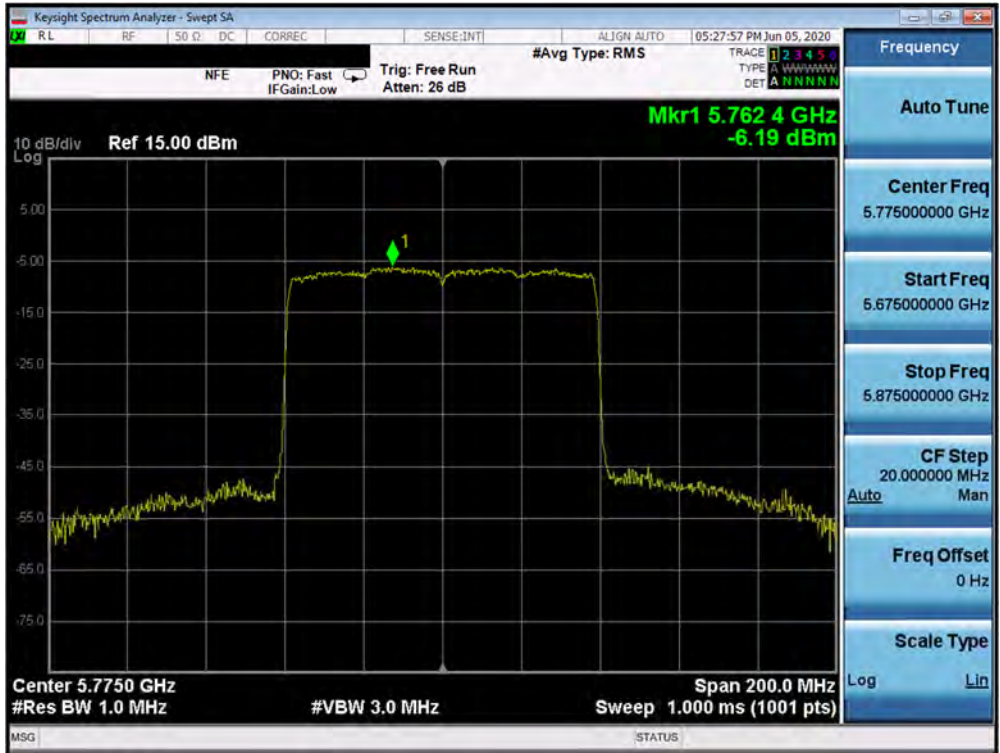 Keysight Spectrum Analyzer - Swept SA
LXI RL RF 50 Ω DC CORREC SENSE:INT ALIGN AUTO 05:27:57 PM Jun 05, 2020
NFE PNO: Fast Trig: Free Run #Avg Type: RMS TRACE 1 2 3 4 5 6
IFGain:Low Atten: 26 dB TYPE A WWWWW
DET A N N N N N
Mkr1 5.762 4 GHz
-6.19 dBm
10 dB/div Ref 15.00 dBm
Log
5.00
-5.00
-15.0
-25.0
-35.0
-45.0
-55.0
-65.0
-75.0
1
Center 5.7750 GHz Span 200.0 MHz
#Res BW 1.0 MHz #VBW 3.0 MHz Sweep 1.000 ms (1001 pts)
MSG STATUS
Frequency
Auto Tune
Center Freq
5.775000000 GHz
Start Freq
5.675000000 GHz
Stop Freq
5.875000000 GHz
CF Step
20.000000 MHz
Auto Man
Freq Offset
0 Hz
Scale Type
Log Lin